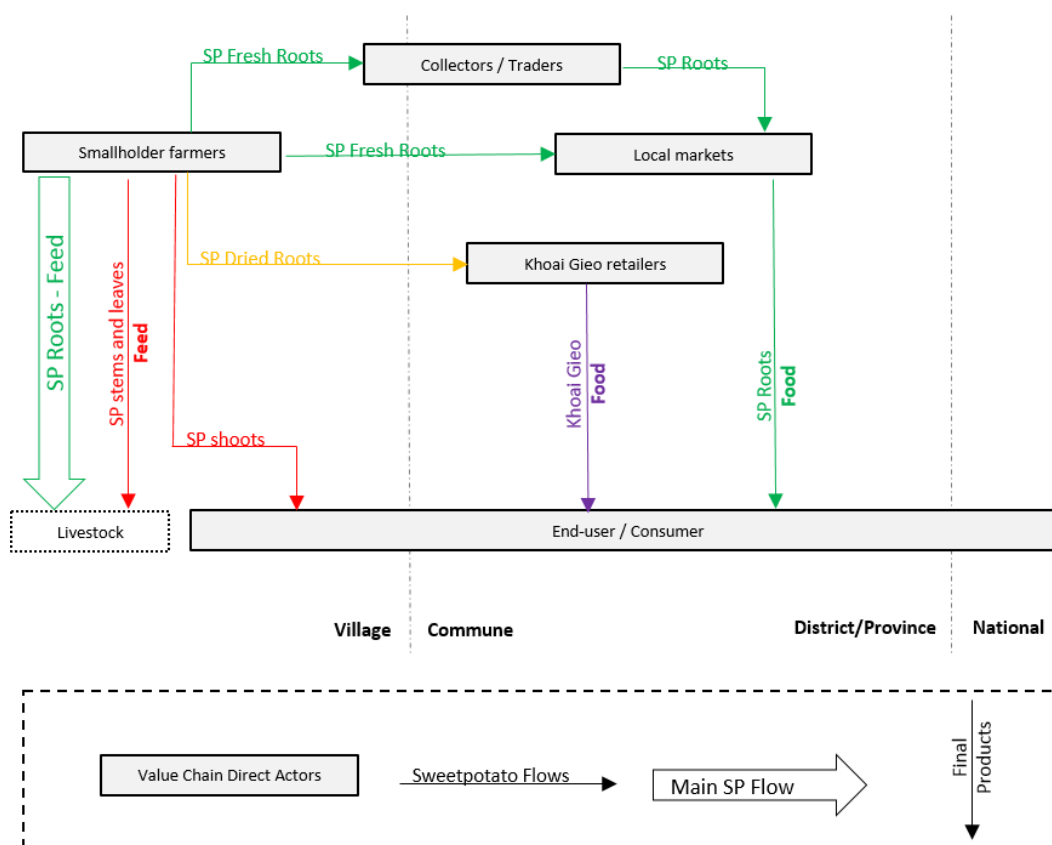 SP Fresh Roots
Collectors / Traders
SP Roots
Smallholder farmers
SP Fresh Roots
Local markets
SP Dried Roots
Khoai Gieo retailers
SP Roots - Feed
SP stems and leaves
Feed
SP shoots
Khoai Gieo
Food
SP Roots
Food
Livestock
End-user / Consumer
Village
Commune
District/Province
National
Value Chain Direct Actors
Sweetpotato Flows
Main SP Flow
Final
Products